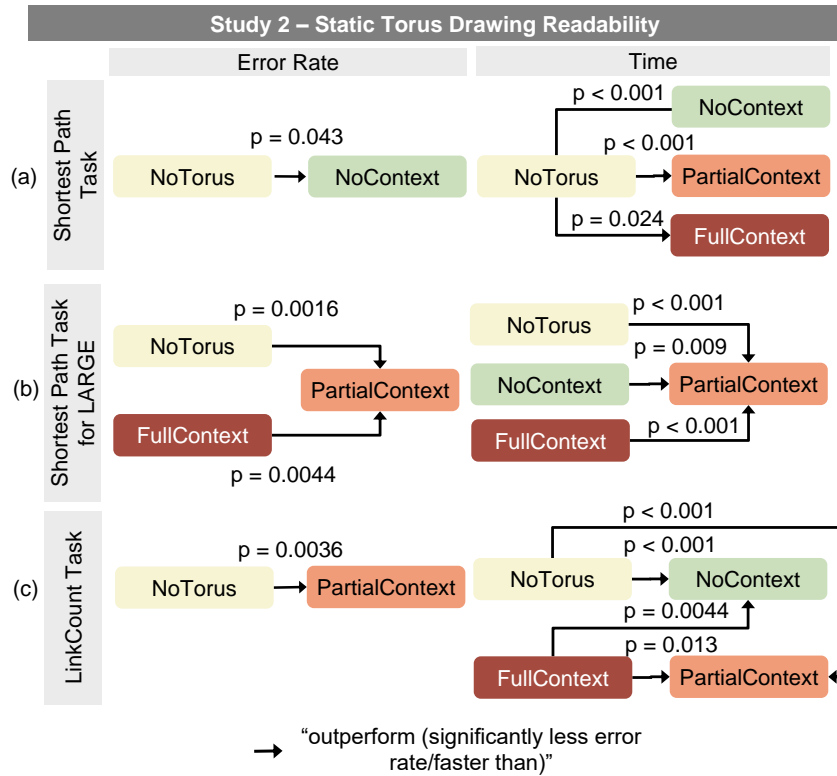 Study 2 – Static Torus Drawing Readability
Error Rate
Time
(a)
Shortest Path
Task
p = 0.043
NoTorus
NoContext
p < 0.001
NoContext
p < 0.001
NoTorus
PartialContext
p = 0.024
FullContext
(b)
Shortest Path Task
for LARGE
p = 0.0016
NoTorus
PartialContext
FullContext
p = 0.0044
p < 0.001
NoTorus
p = 0.009
NoContext
PartialContext
FullContext
p < 0.001
(c)
LinkCount Task
p = 0.0036
NoTorus
PartialContext
p < 0.001
p < 0.001
NoTorus
NoContext
p = 0.0044
p = 0.013
FullContext
PartialContext
“outperform (significantly less error
rate/faster than)”